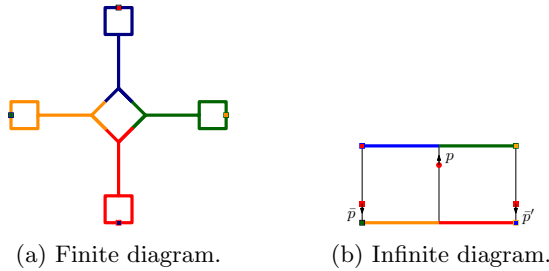 p
p̄
p̄′
(a) Finite diagram.
(b) Infinite diagram.